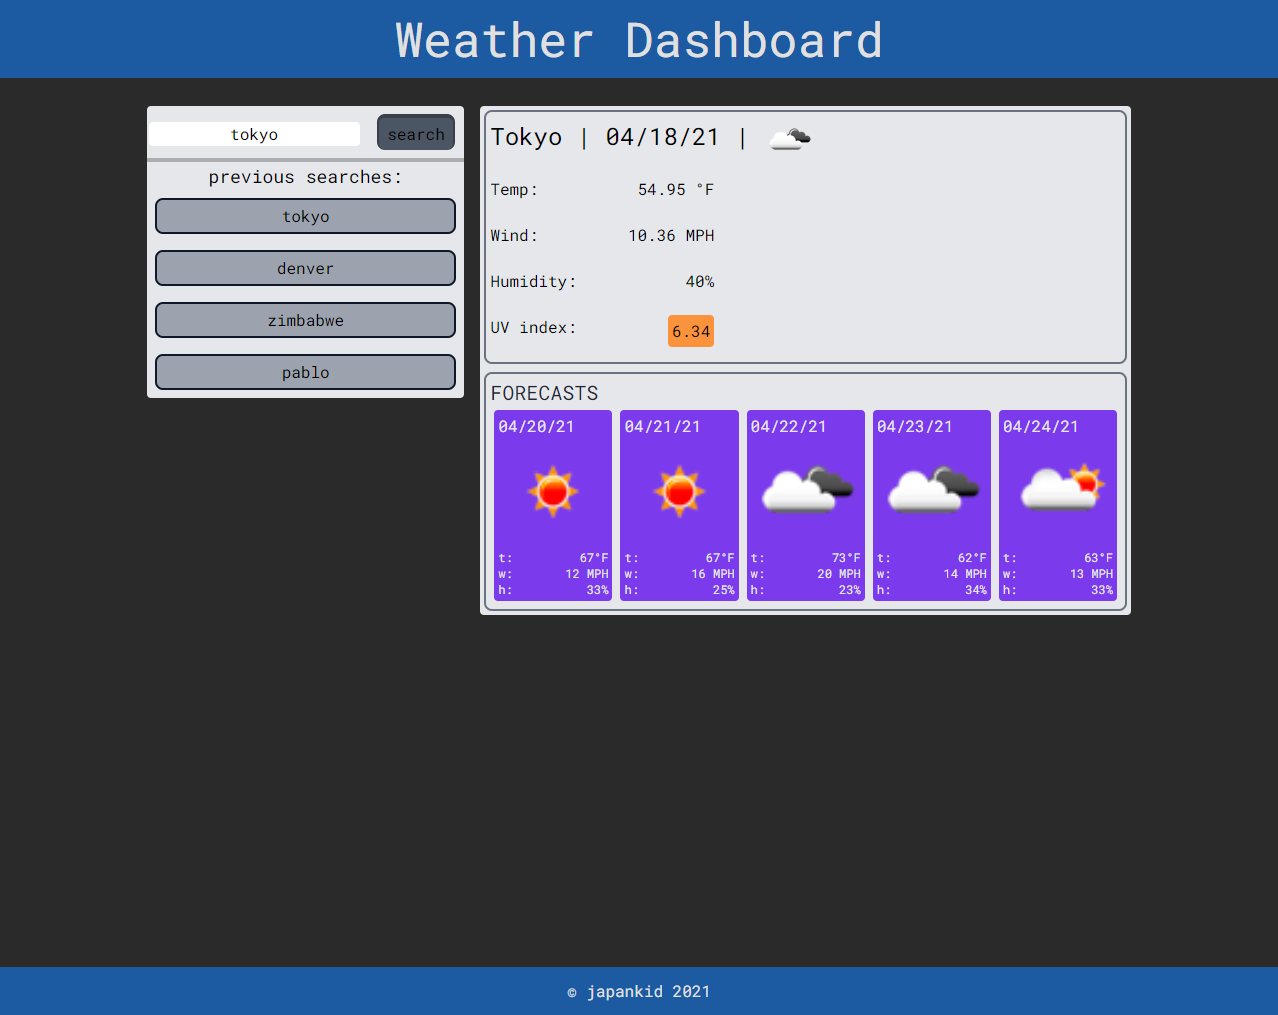 Weather Dashboard
tokyo search
previous searches:
tokyo
denver
zimbabwe
pablo
Tokyo | 04/18/21 |
Temp: 54.95 °F
Wind: 10.36 MPH
Humidity: 40%
UV index: 6.34
FORECASTS
04/20/21
t: 67°F
w: 12 MPH
h: 33%
04/21/21
t: 67°F
w: 16 MPH
h: 25%
04/22/21
t: 73°F
w: 20 MPH
h: 23%
04/23/21
t: 62°F
w: 14 MPH
h: 34%
04/24/21
t: 63°F
w: 13 MPH
h: 33%
© japankid 2021